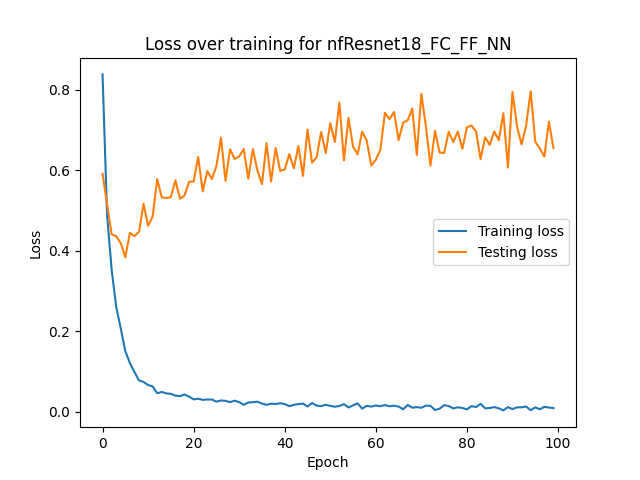 Loss over training for nfResnet18_FC_FF_NN
0.8
0.6
0.4
0.2
0.0
Loss
Training loss
Testing loss
0 20 40 60 80 100
Epoch